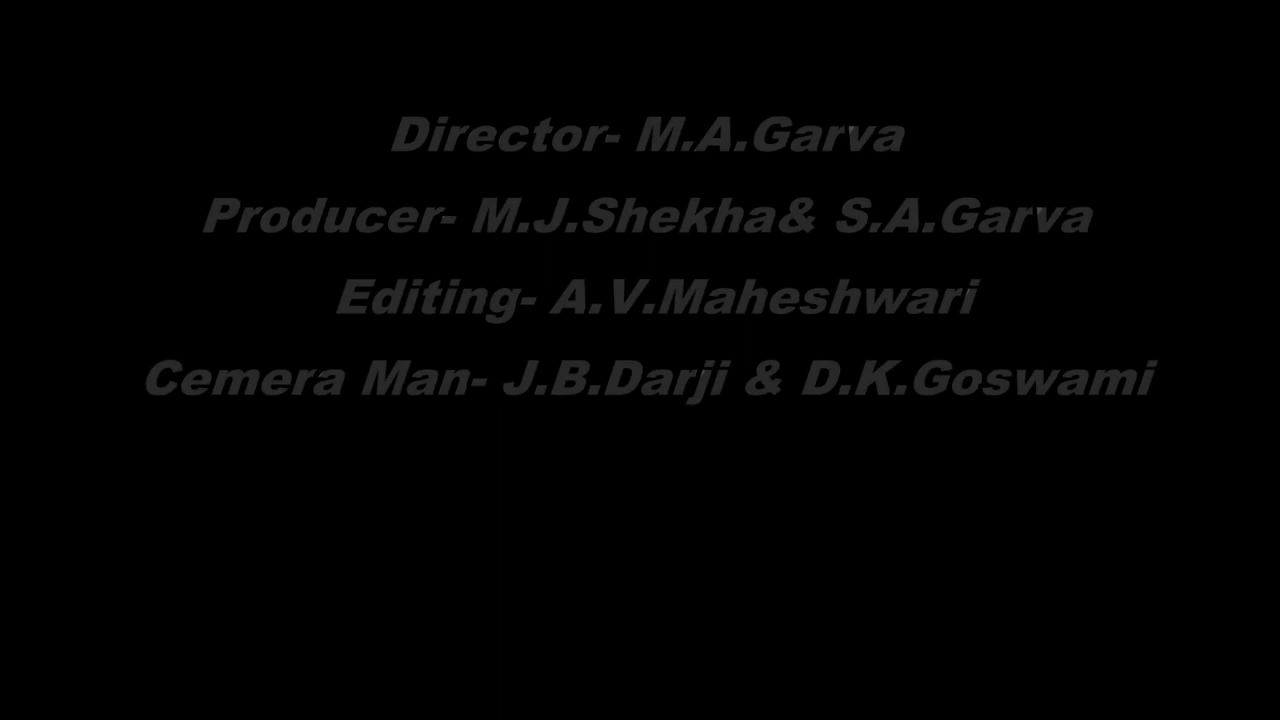 Director- M.A.Garva
Producer- M.J.Shekha& S.A.Garva
Editing- A.V.Maheshwari
Cemera Man- J.B.Darji & D.K.Goswami